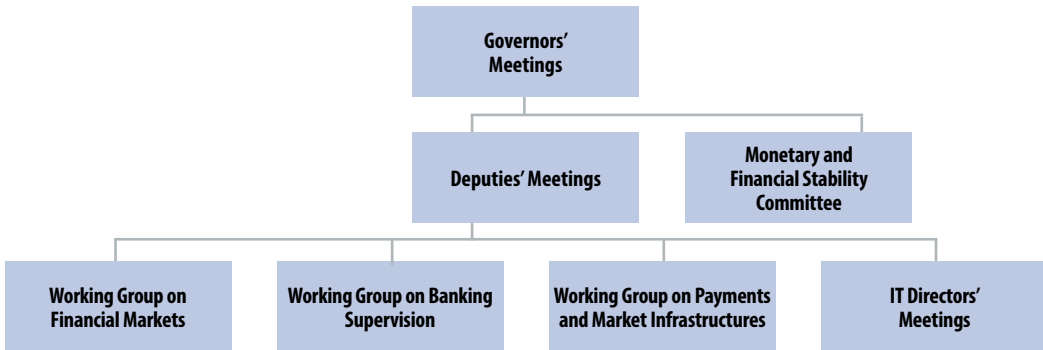 Governors’
Meetings
Deputies’ Meetings
Monetary and
Financial Stability
Committee
Working Group on
Financial Markets
Working Group on Banking
Supervision
Working Group on Payments
and Market Infrastructures
IT Directors’
Meetings